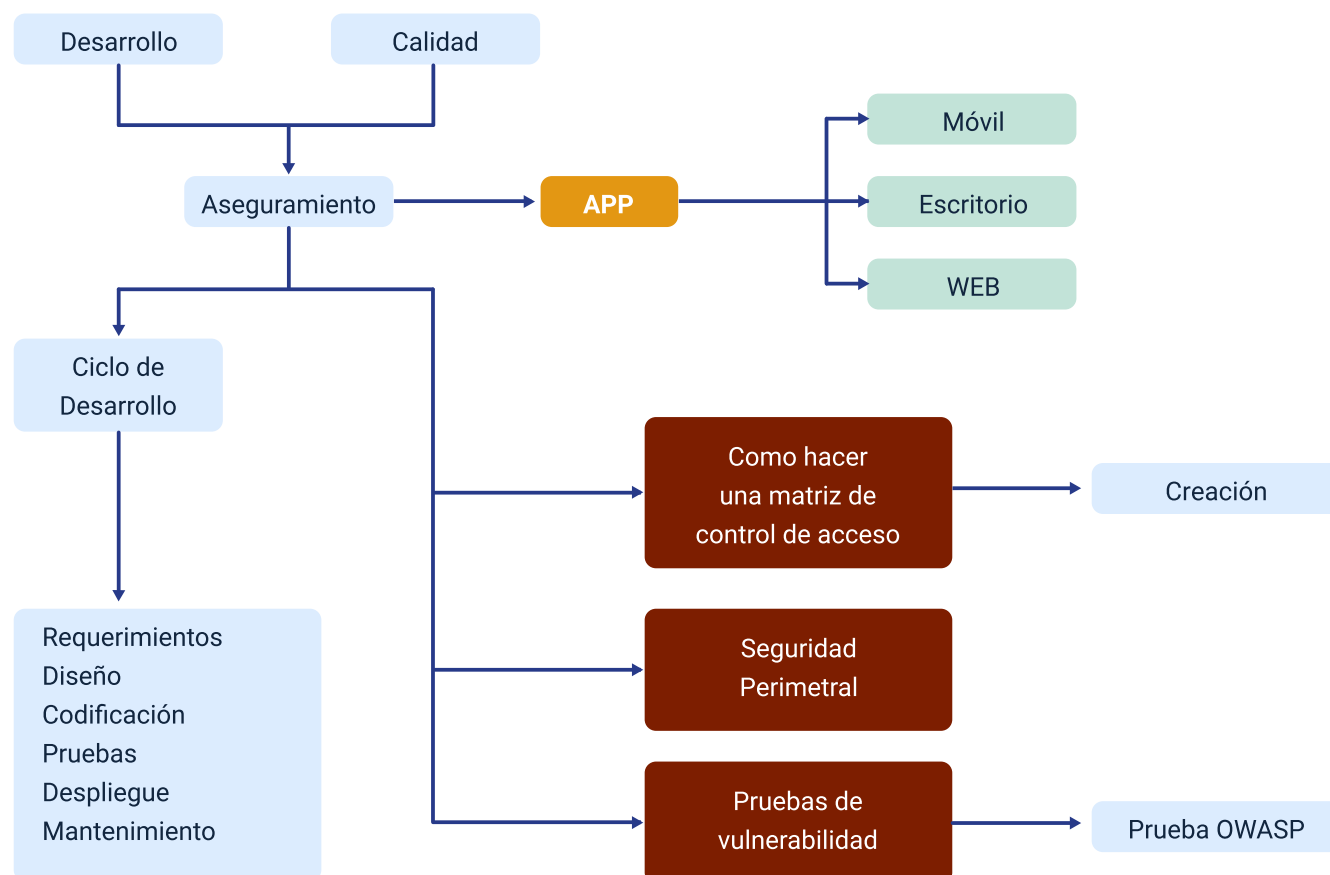 Desarrollo
Calidad
Móvil
Aseguramiento
APP
Escritorio
WEB
Ciclo de
Desarrollo
Como hacer
una matriz de
control de acceso
Creación
Requerimientos
Diseño
Codificación
Pruebas
Despliegue
Mantenimiento
Seguridad
Perimetral
Pruebas de
vulnerabilidad
Prueba OWASP